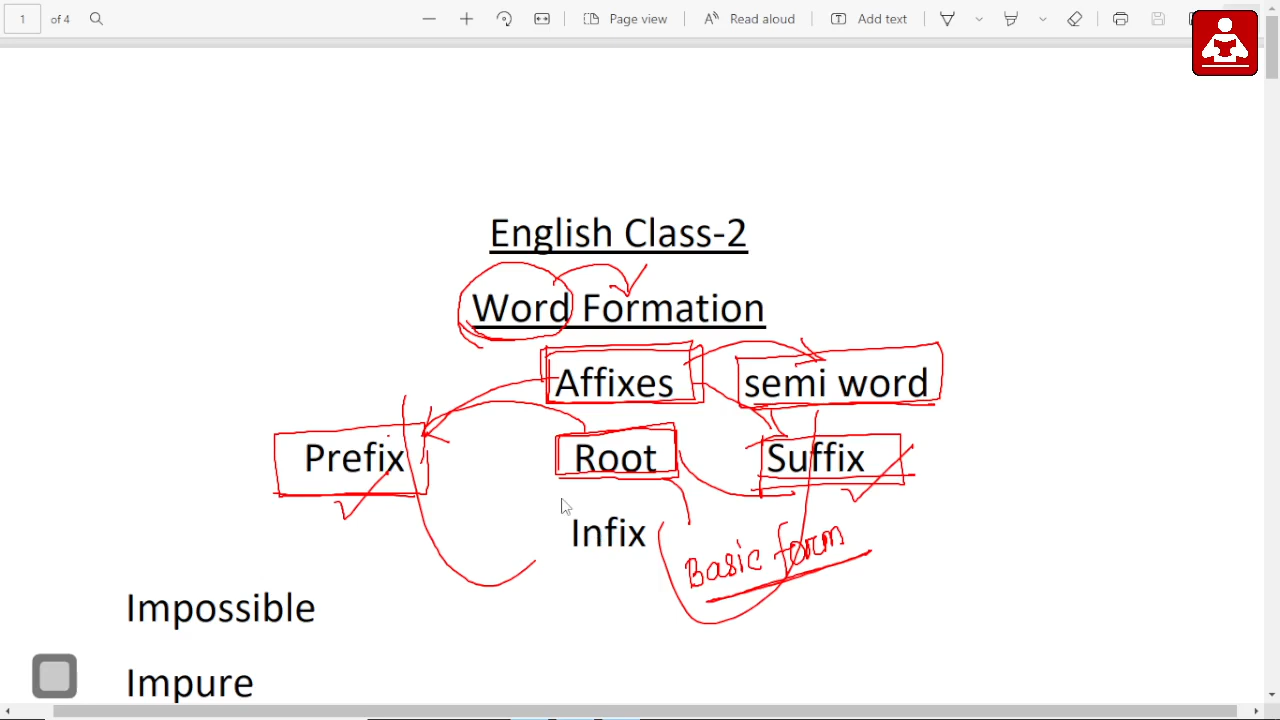 1 of 4 Page view Read aloud Add text
English Class-2
Word Formation
Affixes semi word
Prefix Root Suffix
Infix
Basic form
Impossible
Impure